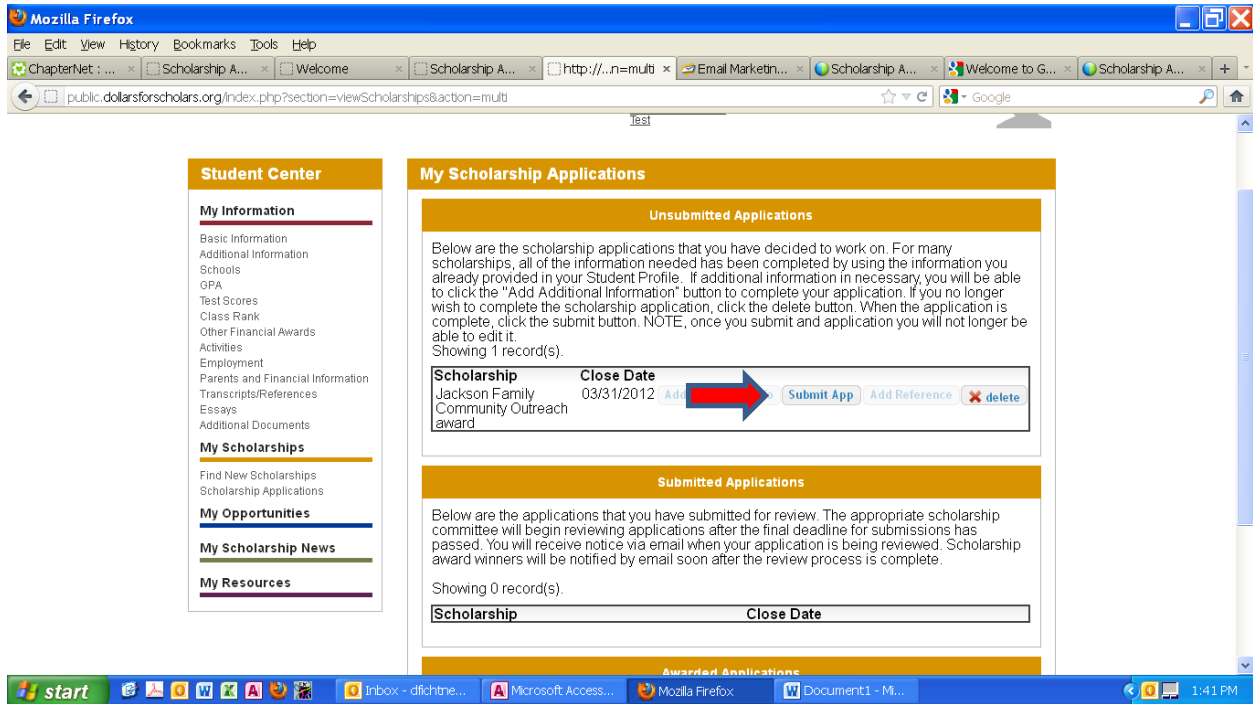 Mozilla Firefox
File Edit View History Bookmarks Tools Help
ChapterNet : ... Scholarship A... Welcome Scholarship A... http://...n=multi Email Marketin... Scholarship A... Welcome to G... Scholarship A...
public.dollarsforscholars.org/index.php?section=viewScholarships&action=multi Google
Test
Student Center
My Information
Basic Information
Additional Information
Schools
GPA
Test Scores
Class Rank
Other Financial Awards
Activities
Employment
Parents and Financial Information
Transcripts/References
Essays
Additional Documents
My Scholarships
Find New Scholarships
Scholarship Applications
My Opportunities
My Scholarship News
My Resources
My Scholarship Applications
Unsubmitted Applications
Below are the scholarship applications that you have decided to work on. For many
scholarships, all of the information needed has been completed by using the information you
already provided in your Student Profile. If additional information in necessary, you will be able
to click the "Add Additional Information" button to complete your application. If you no longer
wish to complete the scholarship application, click the delete button. When the application is
complete, click the submit button. NOTE, once you submit and application you will not longer be
able to edit it.
Showing 1 record(s).
Scholarship Close Date
Jackson Family 03/31/2012 Add Submit App Add Reference delete
Community Outreach
award
Submitted Applications
Below are the applications that you have submitted for review. The appropriate scholarship
committee will begin reviewing applications after the final deadline for submissions has
passed. You will receive notice via email when your application is being reviewed. Scholarship
award winners will be notified by email soon after the review process is complete.
Showing 0 record(s).
Scholarship Close Date
Awarded Applications
start Inbox - dfichtne... Microsoft Access... Mozilla Firefox Document1 - Mi... 1:41 PM